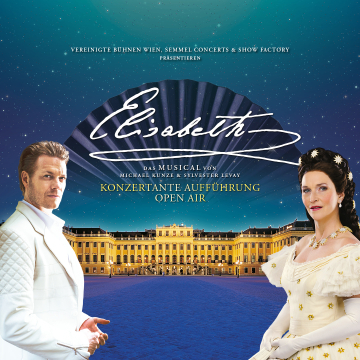 VEREINIGTE BÜHNEN WIEN, SEMMEL CONCERTS & SHOW FACTORY
PRÄSENTIEREN
Elisabeth
DAS MUSICAL VON
MICHAEL KUNZE & SYLVESTER LEVAY
KONZERTANTE AUFFÜHRUNG
OPEN AIR